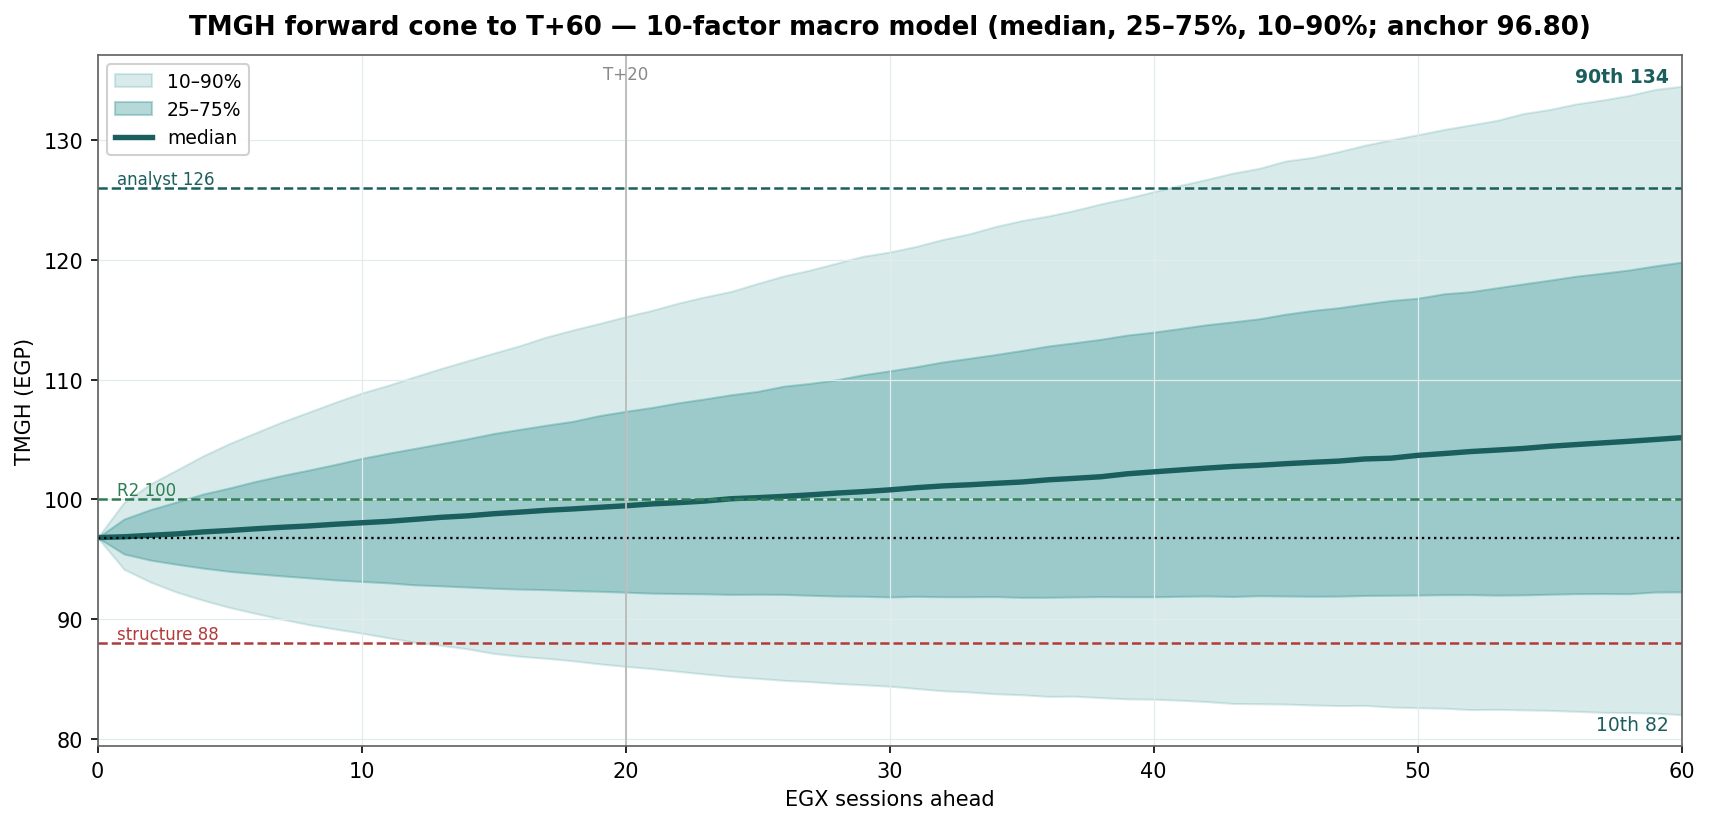 TMGH forward cone to T+60 — 10-factor macro model (median, 25–75%, 10–90%; anchor 96.80)
10–90%
25–75%
median
T+20
90th 134
analyst 126
R2 100
structure 88
10th 82
130
120
110
100
90
80
TMGH (EGP)
0 10 20 30 40 50 60
EGX sessions ahead